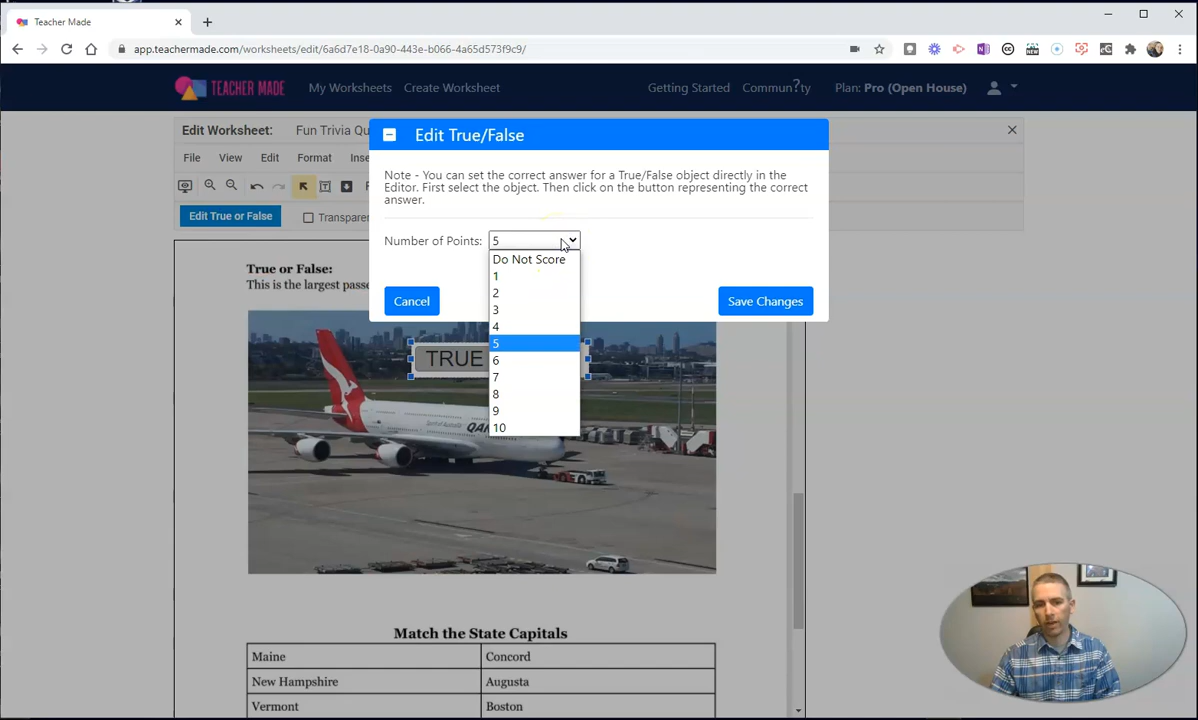 Teacher Made
app.teachermade.com/worksheets/edit/6a6d7e18-0a90-443e-b066-4a65d573f9c9/
TEACHER MADE
My Worksheets
Create Worksheet
Getting Started
Commun?ty
Plan: Pro (Open House)
Edit Worksheet:
Fun Trivia Qu
File
View
Edit
Format
Inse
Edit True or False
Transparen
Edit True/False
Note - You can set the correct answer for a True/False object directly in the
Editor. First select the object. Then click on the button representing the correct
answer.
Number of Points:
5
Do Not Score
1
2
3
4
5
6
7
8
9
10
Cancel
Save Changes
True or False:
This is the largest passe
TRUE
Match the State Capitals
Maine
Concord
New Hampshire
Augusta
Vermont
Boston